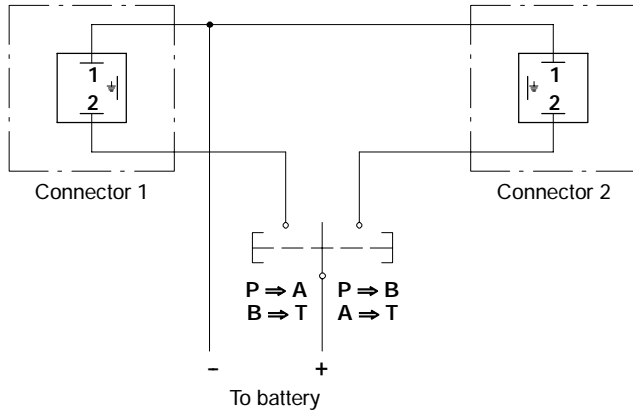 1
2
1
2
Connector 1
Connector 2
P ⇒ A P ⇒ B
B ⇒ T A ⇒ T
- +
To battery